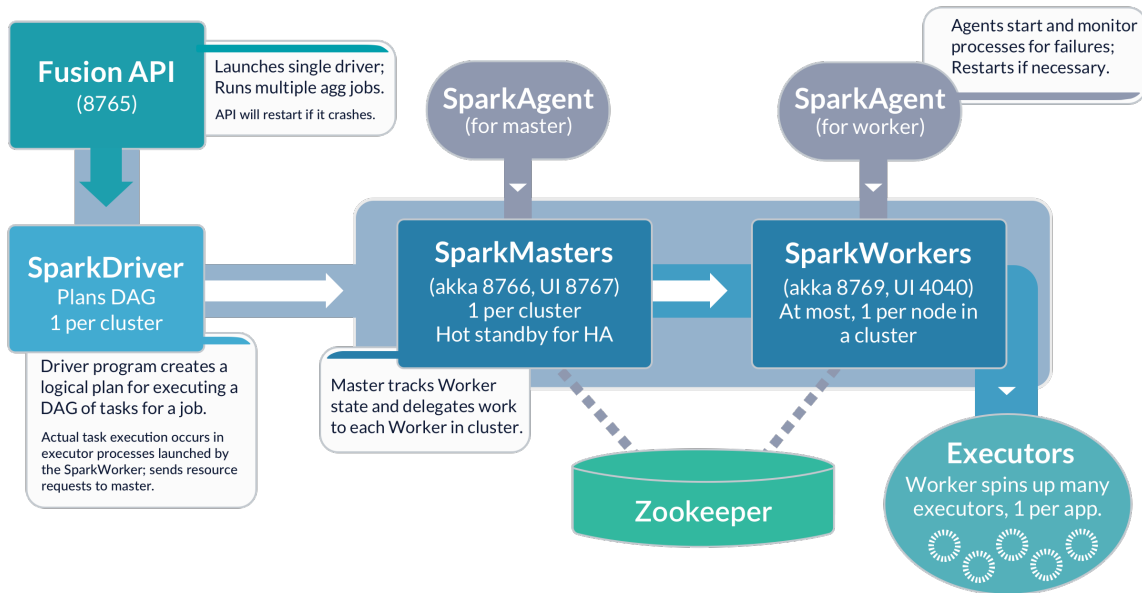 Fusion API
(8765)
Launches single driver;
Runs multiple agg jobs.
API will restart if it crashes.
SparkAgent
(for master)
SparkAgent
(for worker)
Agents start and monitor
processes for failures;
Restarts if necessary.
SparkDriver
Plans DAG
1 per cluster
Driver program creates a
logical plan for executing a
DAG of tasks for a job.
Actual task execution occurs in
executor processes launched by
the SparkWorker; sends resource
requests to master.
SparkMasters
(akka 8766, UI 8767)
1 per cluster
Hot standby for HA
Master tracks Worker
state and delegates work
to each Worker in cluster.
SparkWorkers
(akka 8769, UI 4040)
At most, 1 per node in
a cluster
Zookeeper
Executors
Worker spins up many
executors, 1 per app.